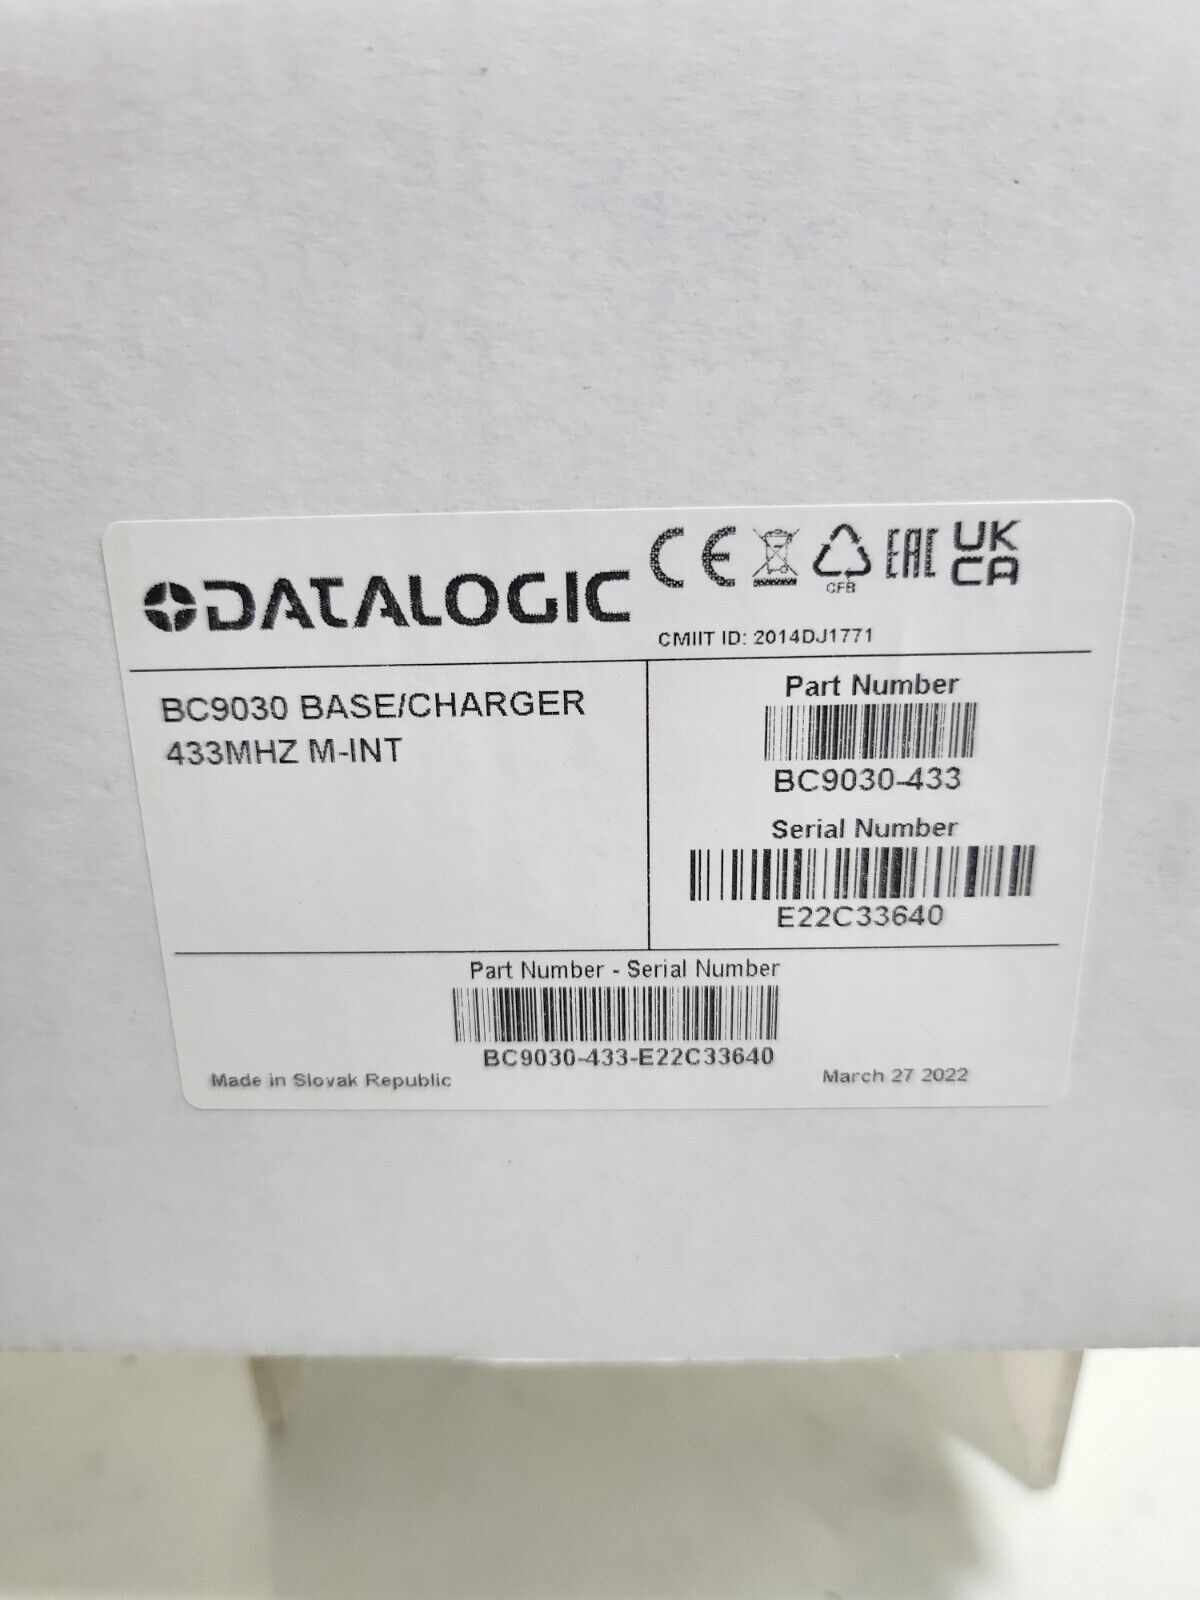 DATALOGIC
CE
CFB
EAC
UK
CA
CMIIT ID: 2014DJ1771
BC9030 BASE/CHARGER
433MHZ M-INT
Part Number
BC9030-433
Serial Number
E22C33640
Part Number - Serial Number
BC9030-433-E22C33640
Made in Slovak Republic
March 27 2022